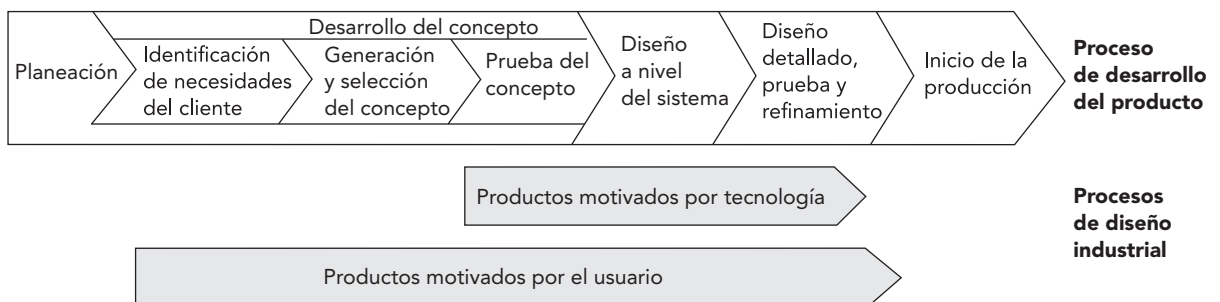 Desarrollo del concepto
Planeación
Identificación
de necesidades
del cliente
Generación
y selección
del concepto
Prueba del
concepto
Diseño
a nivel
del sistema
Diseño
detallado,
prueba y
refinamiento
Inicio de la
producción
Proceso
de desarrollo
del producto
Productos motivados por tecnología
Productos motivados por el usuario
Procesos
de diseño
industrial